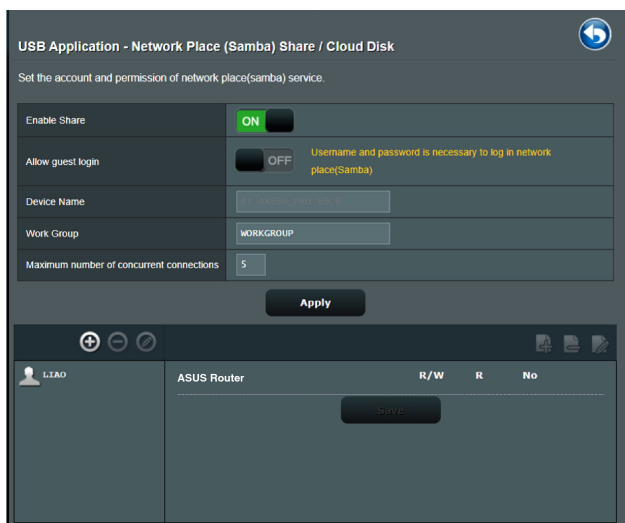 USB Application - Network Place (Samba) Share / Cloud Disk
Set the account and permission of network place(samba) service.
Enable Share
ON
Allow guest login
OFF
Username and password is necessary to log in network
place(Samba)
Device Name
Work Group
WORKGROUP
Maximum number of concurrent connections
5
Apply
LIAO
ASUS Router
R/W
R
No
Save